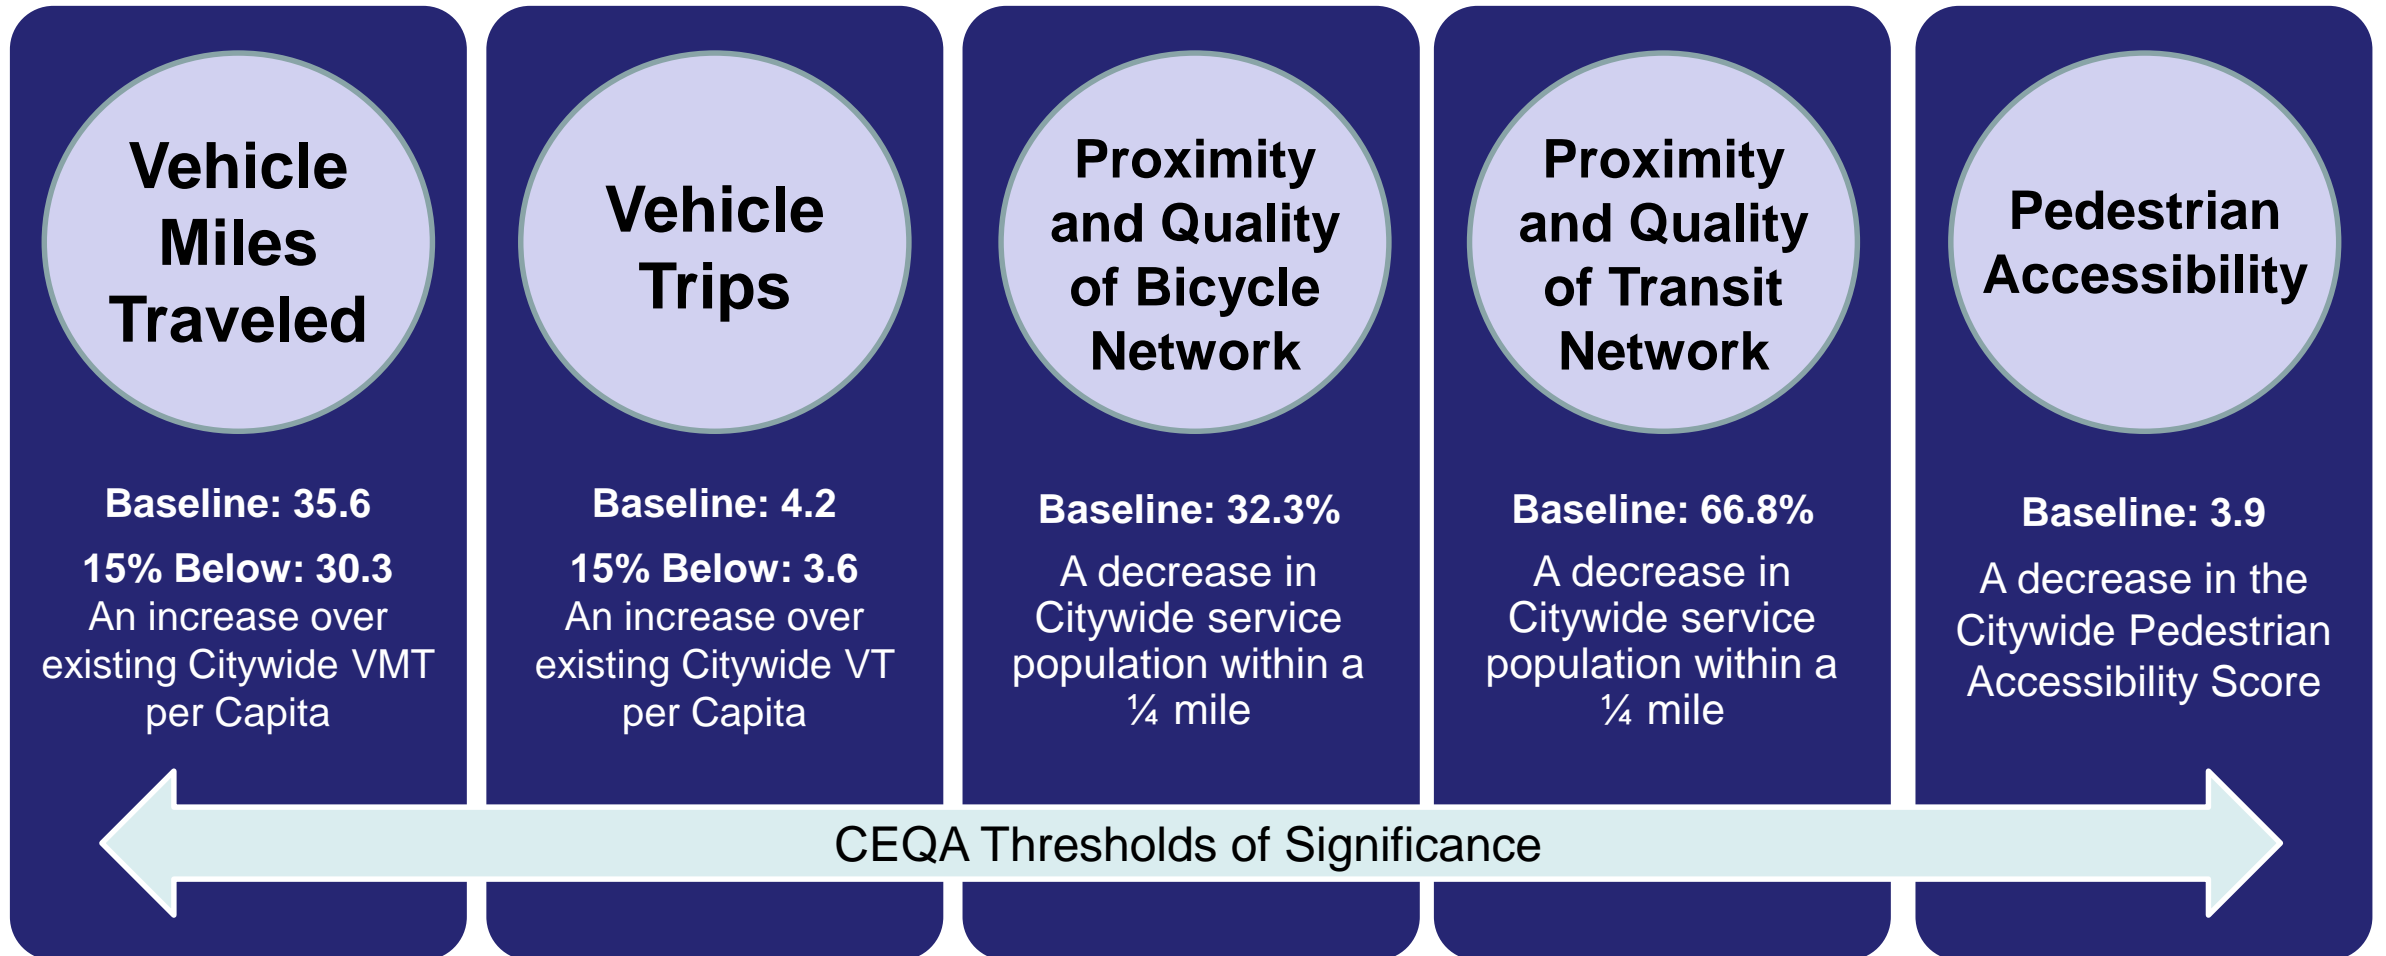 Vehicle
Miles
Traveled
Baseline: 35.6
15% Below: 30.3
An increase over
existing Citywide VMT
per Capita
Vehicle
Trips
Baseline: 4.2
15% Below: 3.6
An increase over
existing Citywide VT
per Capita
Proximity
and Quality
of Bicycle
Network
Baseline: 32.3%
A decrease in
Citywide service
population within a
¼ mile
Proximity
and Quality
of Transit
Network
Baseline: 66.8%
A decrease in
Citywide service
population within a
¼ mile
Pedestrian
Accessibility
Baseline: 3.9
A decrease in the
Citywide Pedestrian
Accessibility Score
CEQA Thresholds of Significance